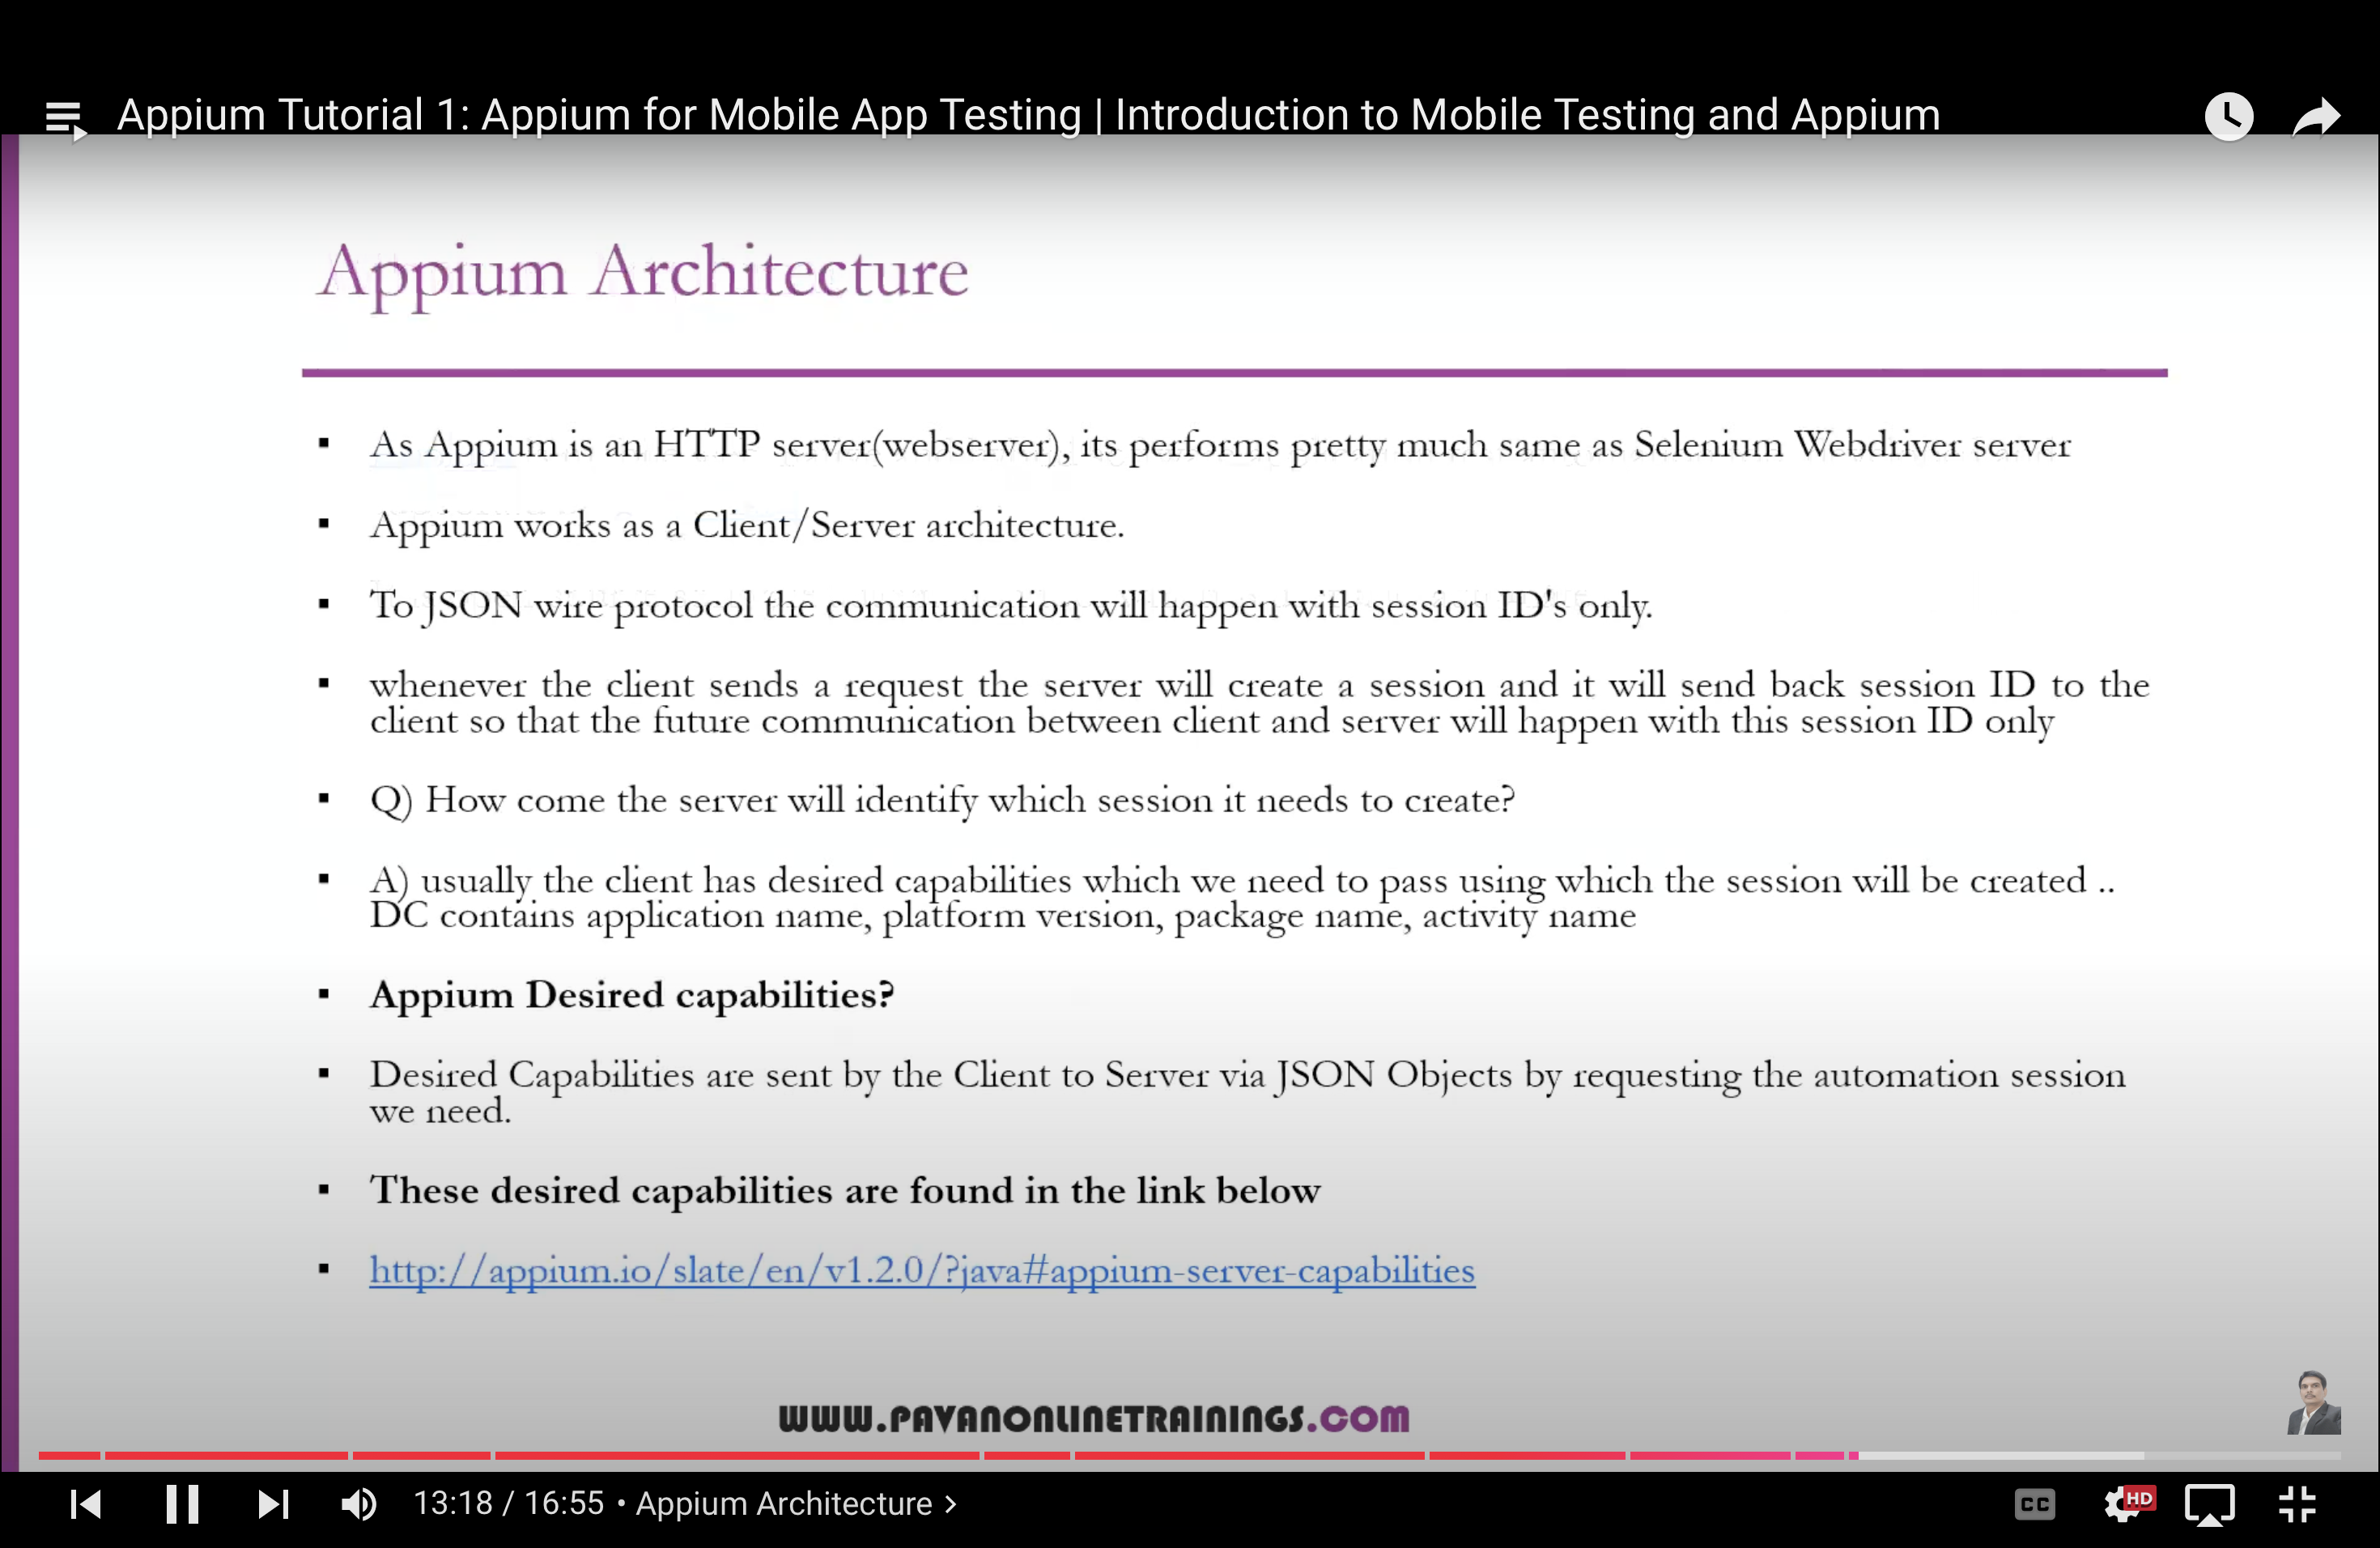 Appium Tutorial 1: Appium for Mobile App Testing | Introduction to Mobile Testing and Appium
Appium Architecture
▪ As Appium is an HTTP server(webserver), its performs pretty much same as Selenium Webdriver server
▪ Appium works as a Client/Server architecture.
▪ To JSON wire protocol the communication will happen with session ID's only.
▪ whenever the client sends a request the server will create a session and it will send back session ID to the
client so that the future communication between client and server will happen with this session ID only
▪ Q) How come the server will identify which session it needs to create?
▪ A) usually the client has desired capabilities which we need to pass using which the session will be created ..
DC contains application name, platform version, package name, activity name
▪ Appium Desired capabilities?
▪ Desired Capabilities are sent by the Client to Server via JSON Objects by requesting the automation session
we need.
▪ These desired capabilities are found in the link below
▪ http://appium.io/slate/en/v1.2.0/?java#appium-server-capabilities
WWW.PAVANONLINETRAININGS.COM
13:18 / 16:55 • Appium Architecture >
CC
HD